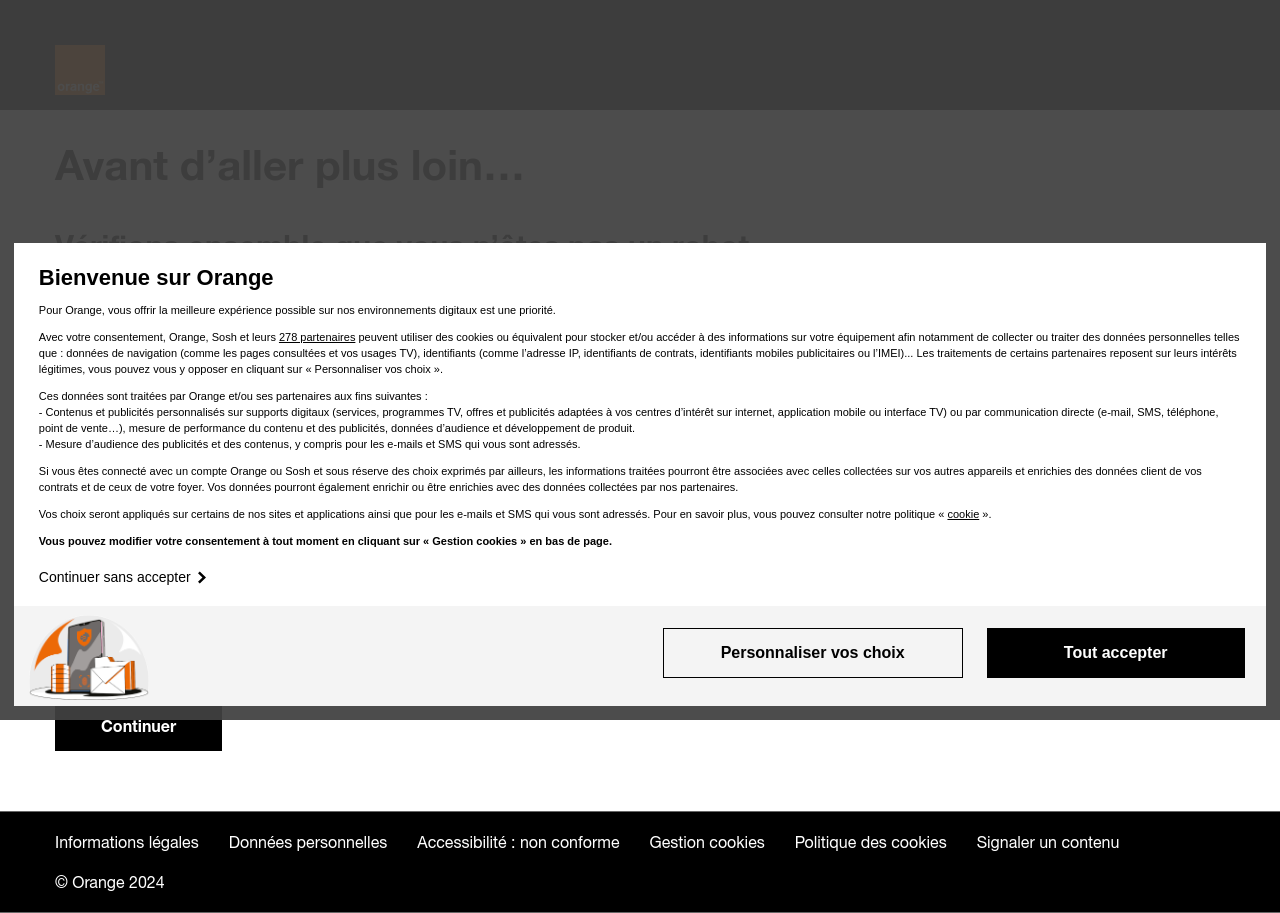 orange
Avant d’aller plus loin…
Bienvenue sur Orange
Pour Orange, vous offrir la meilleure expérience possible sur nos environnements digitaux est une priorité.
Avec votre consentement, Orange, Sosh et leurs 278 partenaires peuvent utiliser des cookies ou équivalent pour stocker et/ou accéder à des informations sur votre équipement afin notamment de collecter ou traiter des données personnelles telles
que : données de navigation (comme les pages consultées et vos usages TV), identifiants (comme l’adresse IP, identifiants de contrats, identifiants mobiles publicitaires ou l’IMEI)... Les traitements de certains partenaires reposent sur leurs intérêts
légitimes, vous pouvez vous y opposer en cliquant sur « Personnaliser vos choix ».
Ces données sont traitées par Orange et/ou ses partenaires aux fins suivantes :
- Contenus et publicités personnalisés sur supports digitaux (services, programmes TV, offres et publicités adaptées à vos centres d’intérêt sur internet, application mobile ou interface TV) ou par communication directe (e-mail, SMS, téléphone,
point de vente…), mesure de performance du contenu et des publicités, données d’audience et développement de produit.
- Mesure d’audience des publicités et des contenus, y compris pour les e-mails et SMS qui vous sont adressés.
Si vous êtes connecté avec un compte Orange ou Sosh et sous réserve des choix exprimés par ailleurs, les informations traitées pourront être associées avec celles collectées sur vos autres appareils et enrichies des données client de vos
contrats et de ceux de votre foyer. Vos données pourront également enrichir ou être enrichies avec des données collectées par nos partenaires.
Vos choix seront appliqués sur certains de nos sites et applications ainsi que pour les e-mails et SMS qui vous sont adressés. Pour en savoir plus, vous pouvez consulter notre politique « cookie ».
Vous pouvez modifier votre consentement à tout moment en cliquant sur « Gestion cookies » en bas de page.
Continuer sans accepter
Personnaliser vos choix Tout accepter
Continuer
Informations légales Données personnelles Accessibilité : non conforme Gestion cookies Politique des cookies Signaler un contenu
© Orange 2024